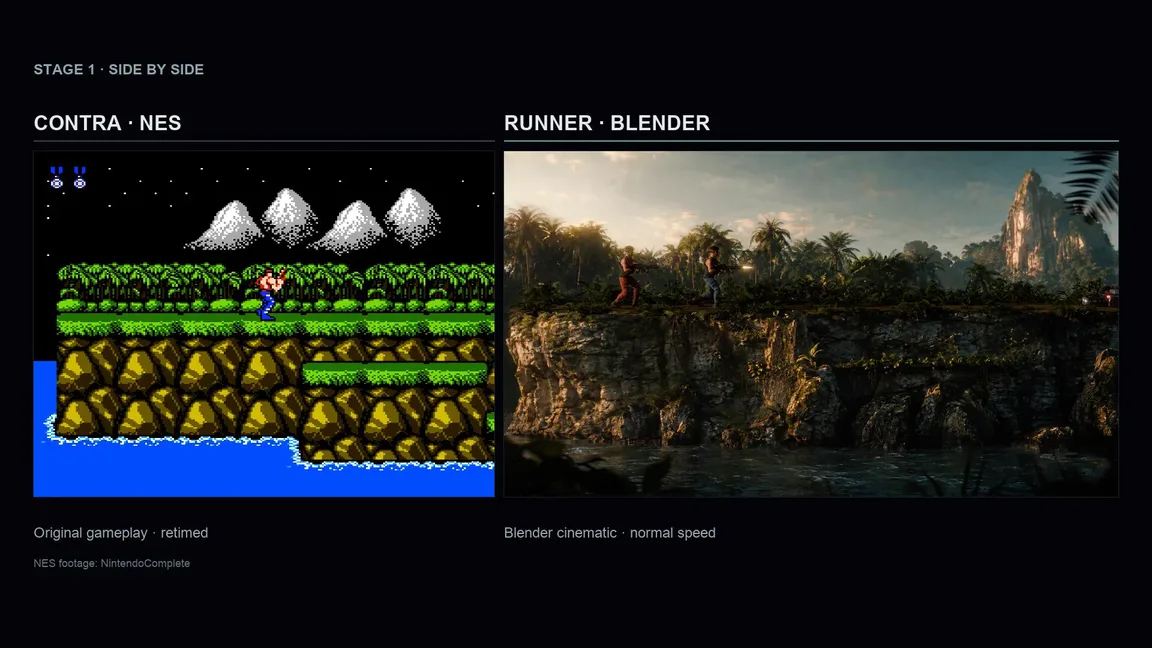 STAGE 1 · SIDE BY SIDE
CONTRA · NES
RUNNER · BLENDER
Original gameplay · retimed
Blender cinematic · normal speed
NES footage: NintendoComplete